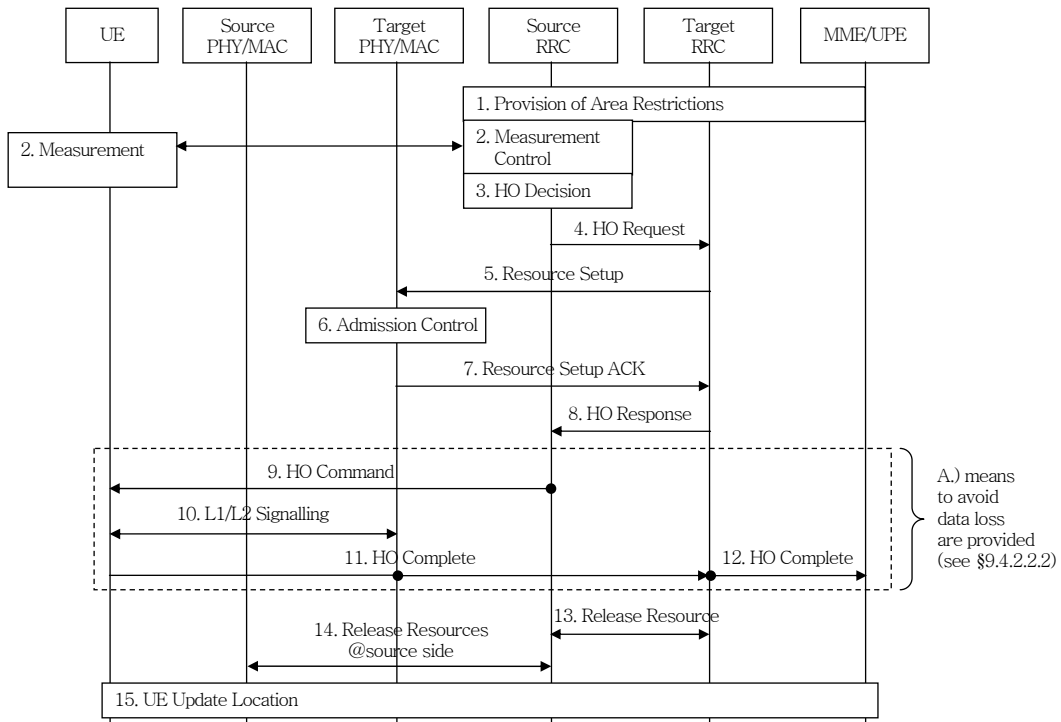 UE
Source
PHY/MAC
Target
PHY/MAC
Source
RRC
Target
RRC
MME/UPE
1. Provision of Area Restrictions
2. Measurement
2. Measurement
Control
3. HO Decision
4. HO Request
5. Resource Setup
6. Admission Control
7. Resource Setup ACK
8. HO Response
9. HO Command
10. L1/L2 Signalling
11. HO Complete
12. HO Complete
A.) means
to avoid
data loss
are provided
(see §9.4.2.2.2)
13. Release Resource
14. Release Resources
@source side
15. UE Update Location